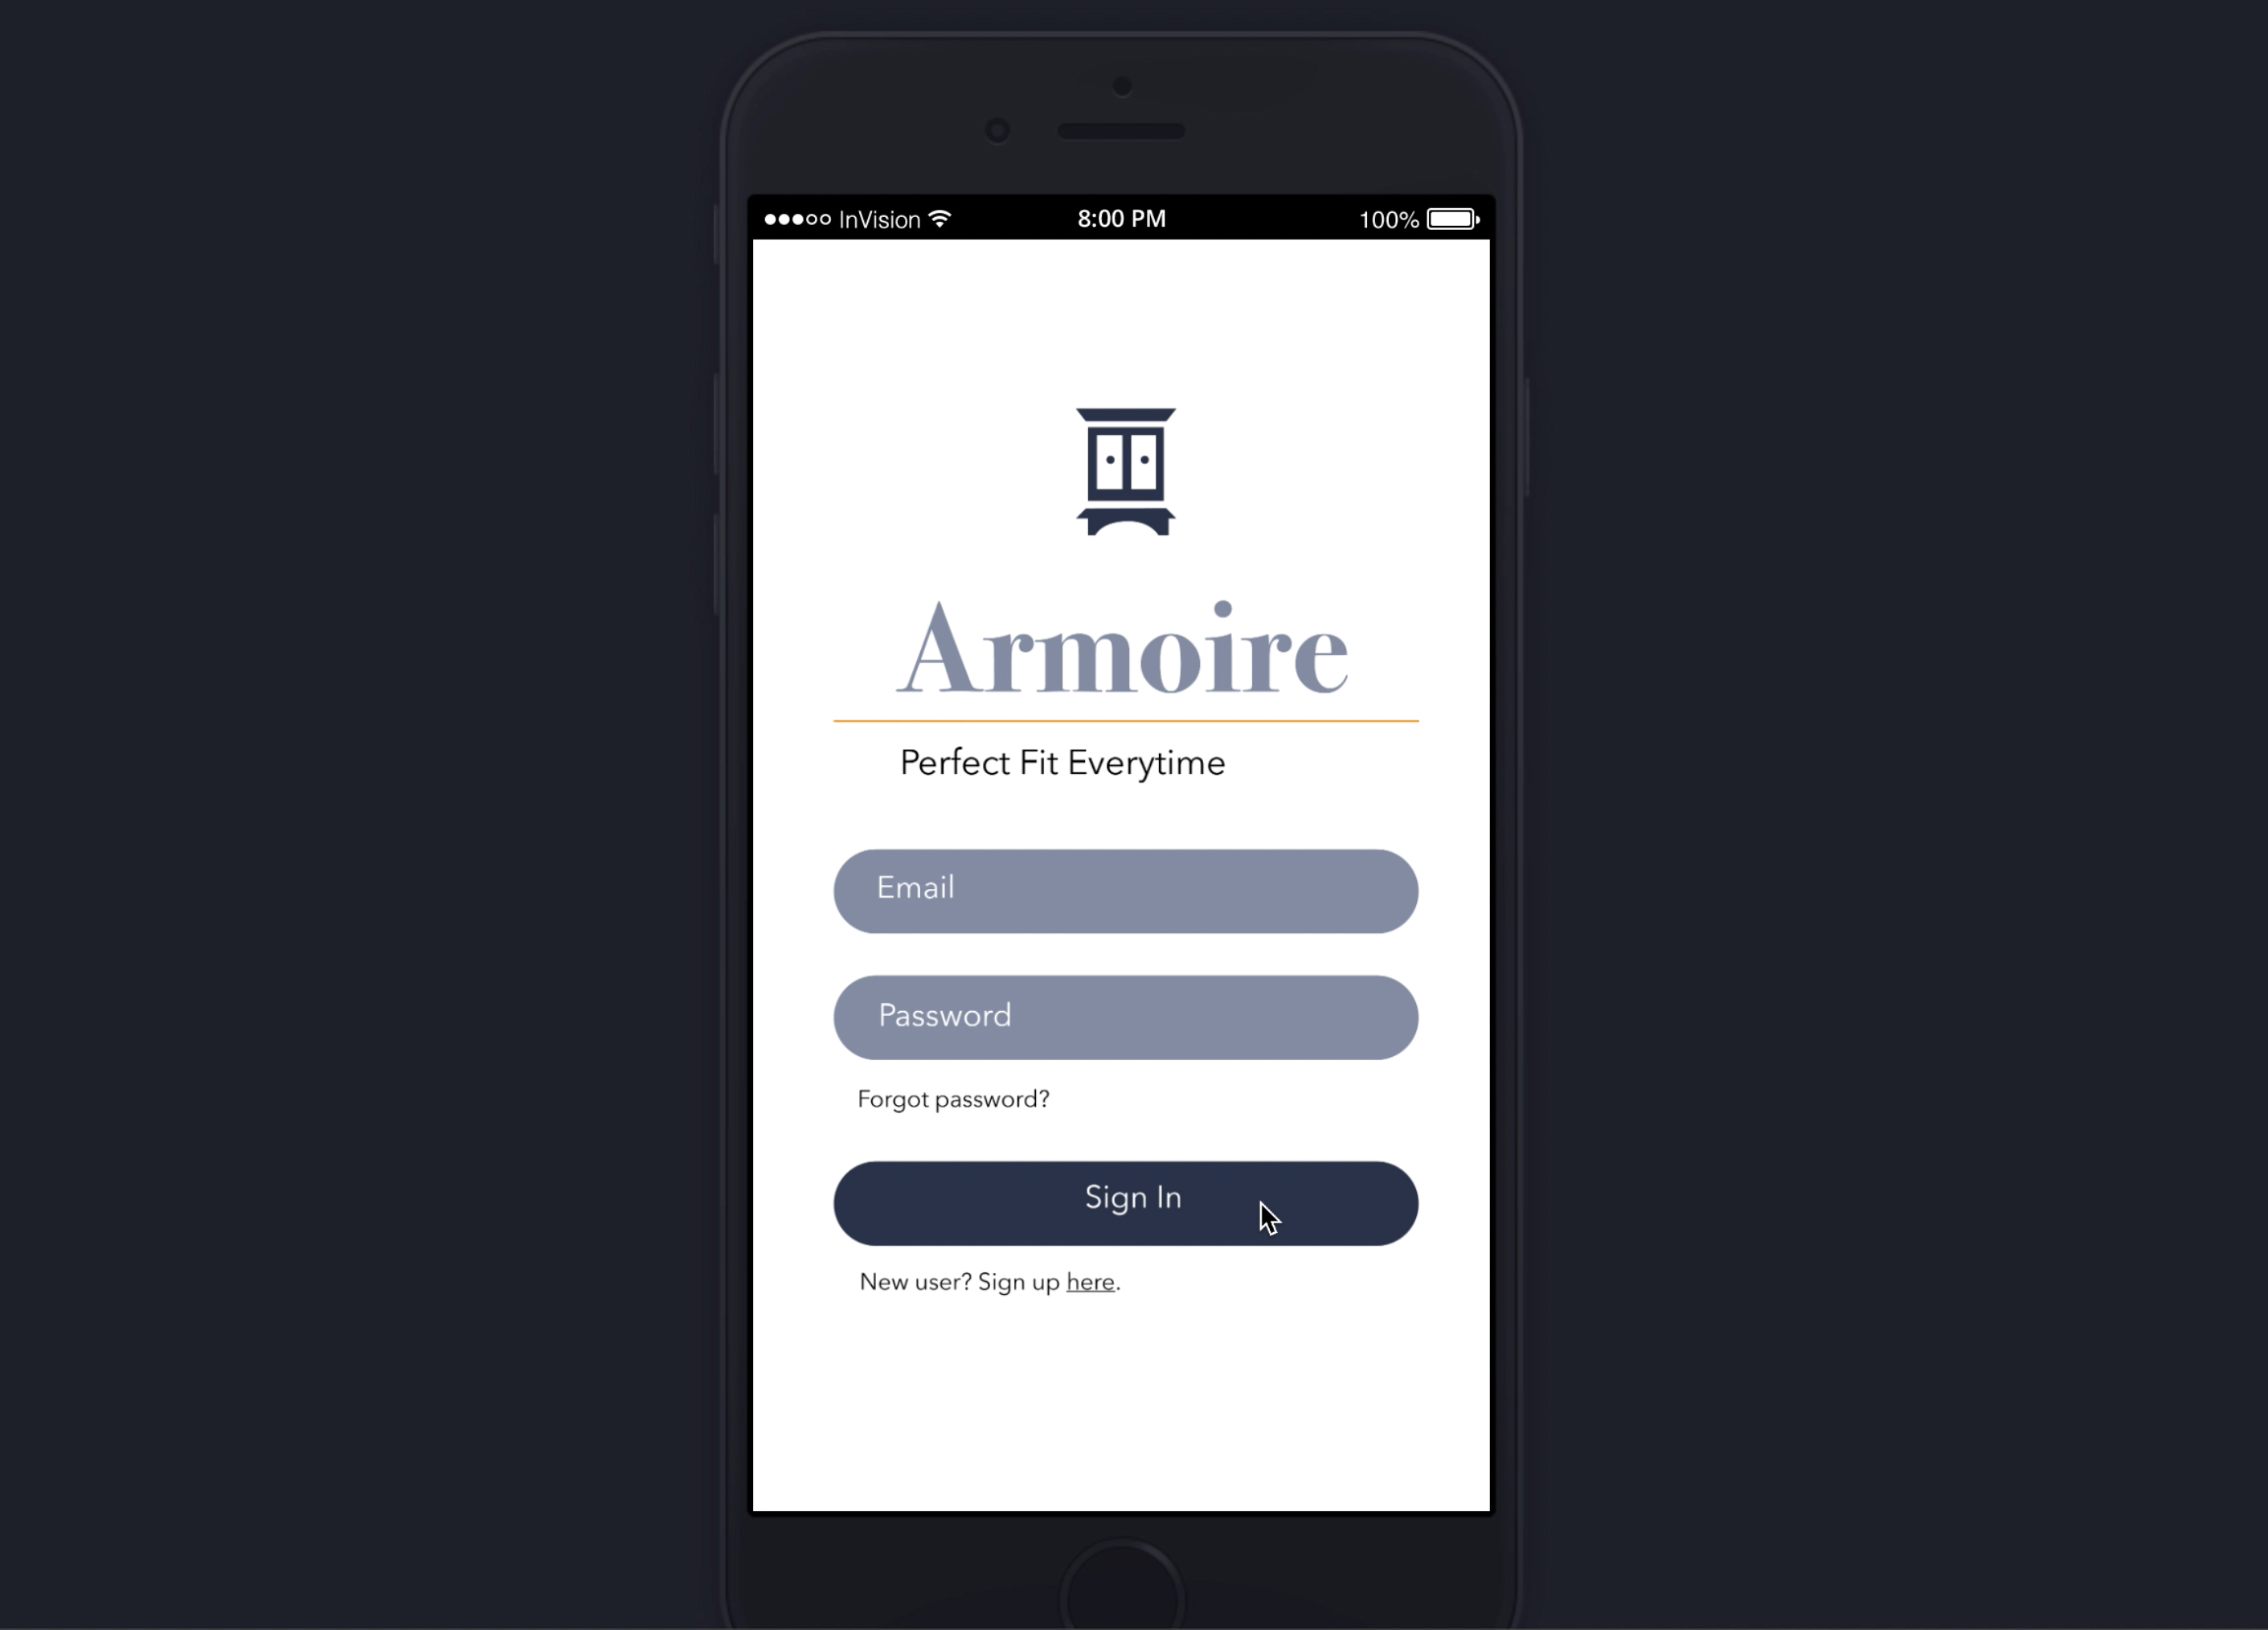 InVision 8:00 PM 100%
Armoire
Perfect Fit Everytime
Email
Password
Forgot password?
Sign In
New user? Sign up here.